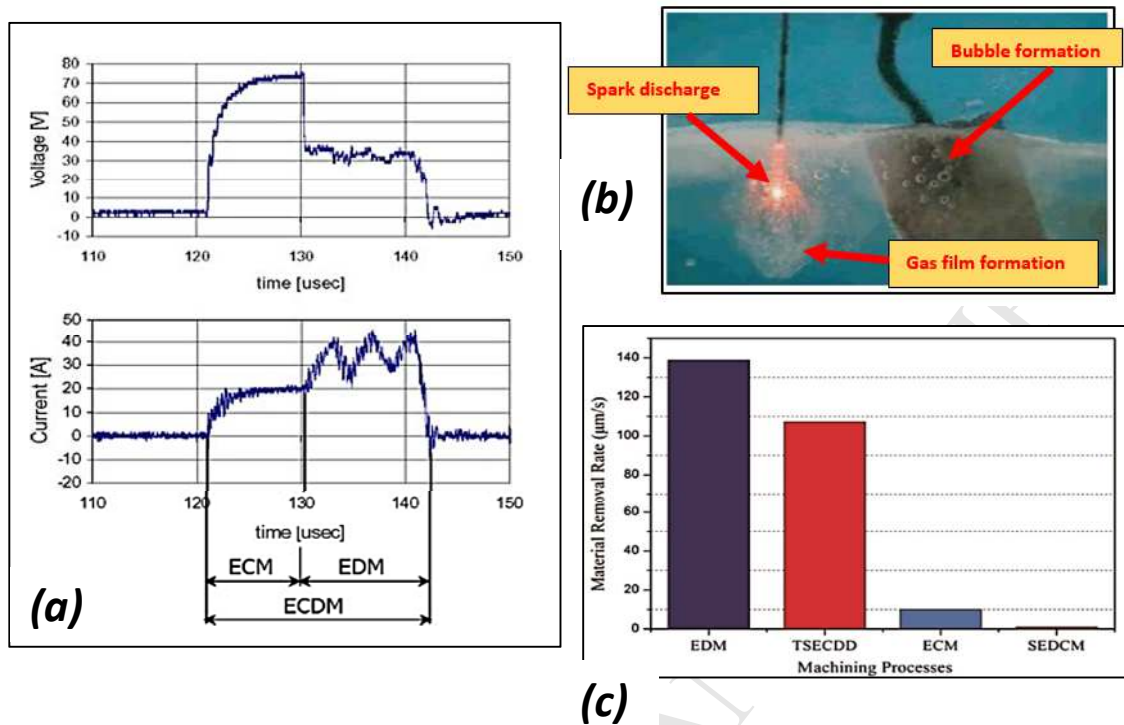 80
70
60
50
40
30
20
10
0
-10
Voltage [V]
110 120 130 140 150
time [usec]
50
40
30
20
10
0
-10
-20
Current [A]
110 120 130 140 150
time [usec]
ECM EDM
ECDM
(a)
Bubble formation
Spark discharge
(b)
Gas film formation
140
120
100
80
60
40
20
0
Material Removal Rate (µm/s)
EDM TSECDD ECM SEDCM
Machining Processes
(c)